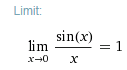 Limit:
lim x→0 sin(x)/x = 1